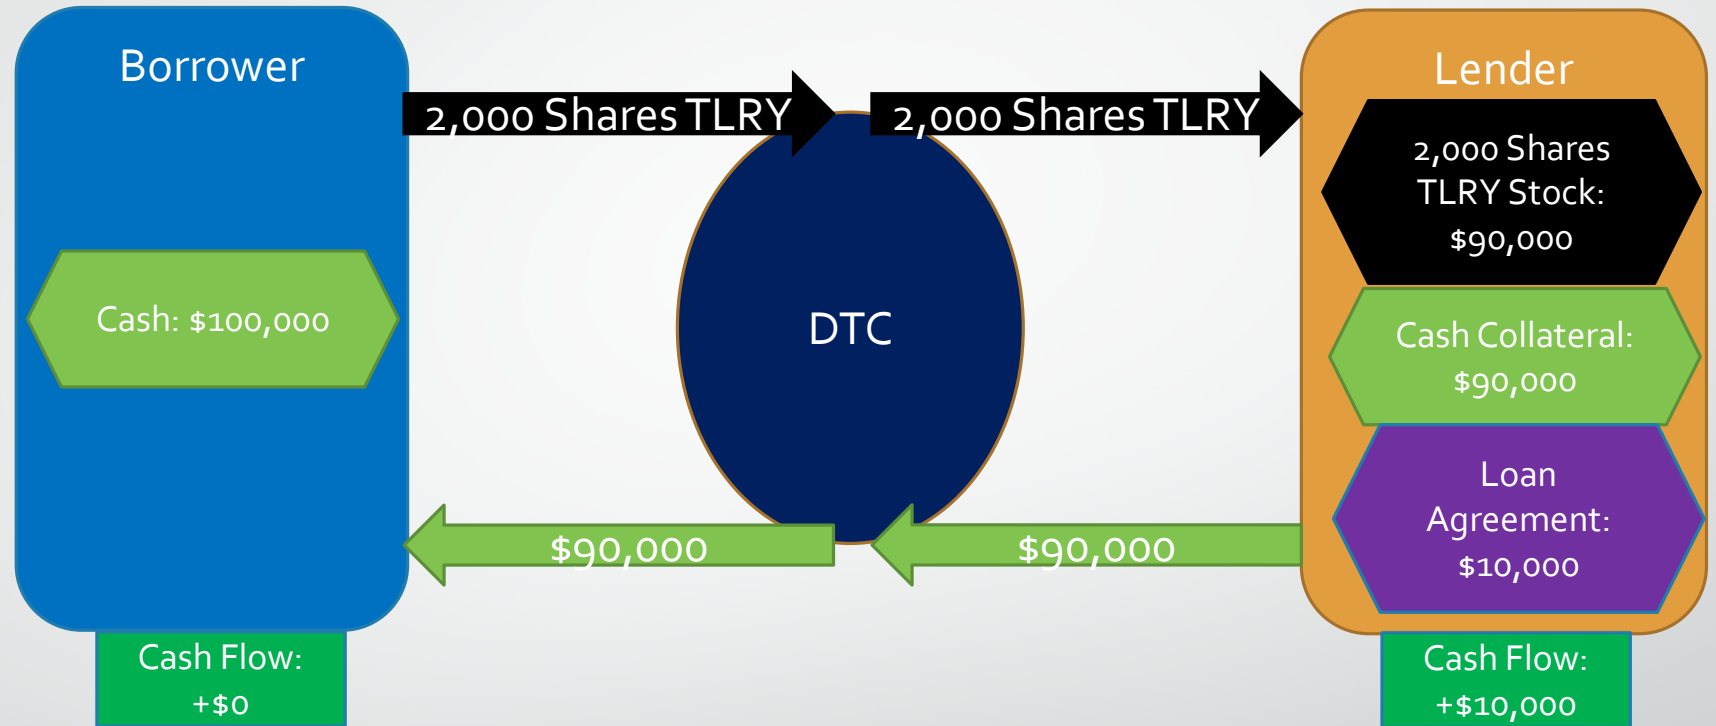 Borrower
Cash: $100,000
Cash Flow:
+$0
2,000 Shares TLRY
2,000 Shares TLRY
DTC
$90,000
$90,000
Lender
2,000 Shares
TLRY Stock:
$90,000
Cash Collateral:
$90,000
Loan
Agreement:
$10,000
Cash Flow:
+$10,000